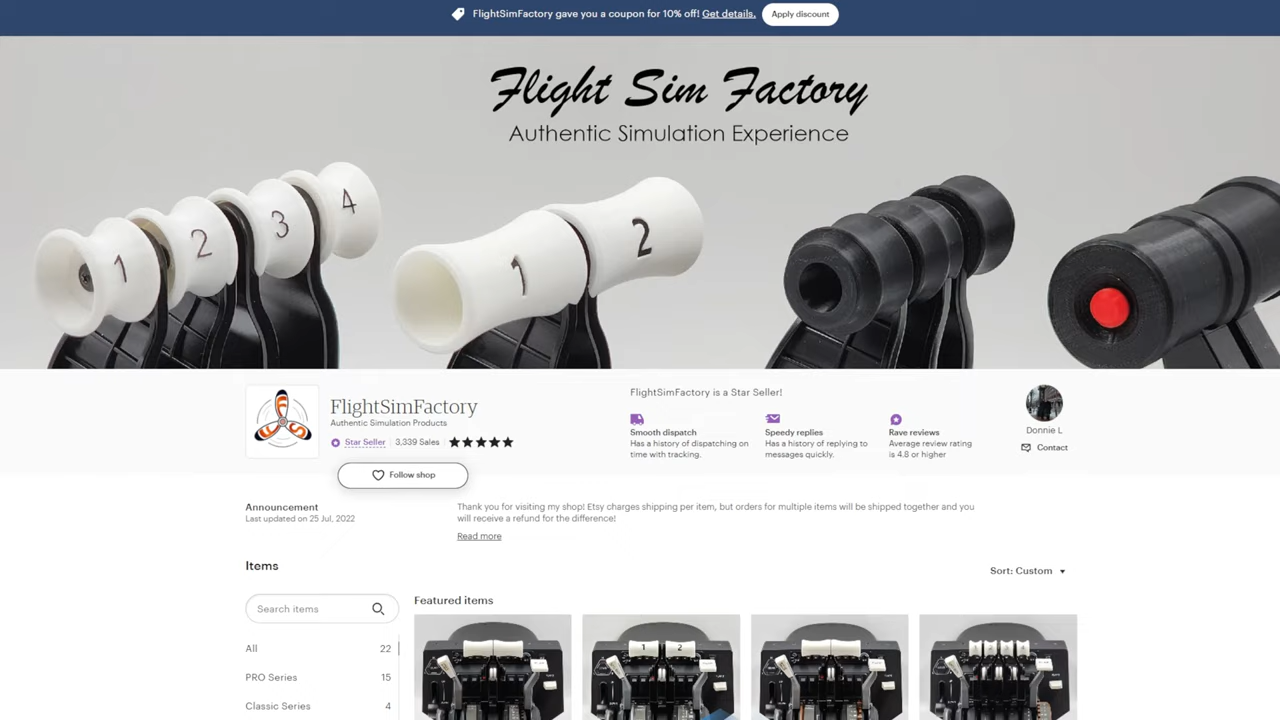 FlightSimFactory gave you a coupon for 10% off! Get details. Apply discount
Flight Sim Factory
Authentic Simulation Experience
1 2 3 4
1 2
FlightSimFactory
Authentic Simulation Products
Star Seller 3,339 Sales
Follow shop
FlightSimFactory is a Star Seller!
Smooth dispatch
Has a history of dispatching on
time with tracking.
Speedy replies
Has a history of replying to
messages quickly.
Rave reviews
Average review rating
is 4.8 or higher
Donnie L
Contact
Announcement
Last updated on 25 Jul, 2022
Thank you for visiting my shop! Etsy charges shipping per item, but orders for multiple items will be shipped together and you
will receive a refund for the difference!
Read more
Items
Sort: Custom
Search items
Featured items
All 22
PRO Series 15
Classic Series 4
1 2